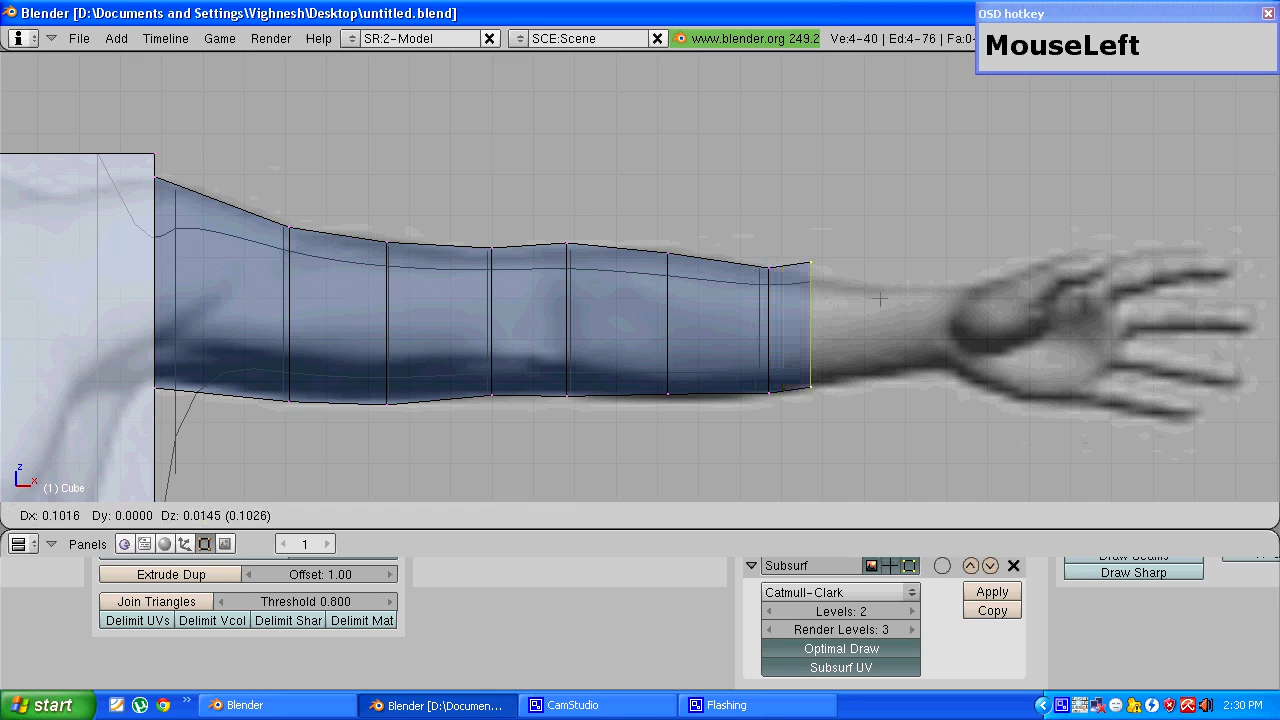 Blender [D:\Documents and Settings\Vighnesh\Desktop\untitled.blend]
OSD hotkey
MouseLeft
File Add Timeline Game Render Help SR:2-Model SCE:Scene www.blender.org 249.2 Ve:4-40 | Ed:4-76 | Fa:0-
z
x
(1) Cube
Dx: 0.1016 Dy: 0.0000 Dz: 0.0145 (0.1026)
Panels 1
Extrude Dup Offset: 1.00
Join Triangles Threshold 0.800
Delimit UVs Delimit Vcol Delimit Shar Delimit Mat
Subsurf
Catmull-Clark Apply
Levels: 2 Copy
Render Levels: 3
Optimal Draw
Subsurf UV
Draw Seams
Draw Sharp
start Blender Blender [D:\Documen... CamStudio Flashing 2:30 PM